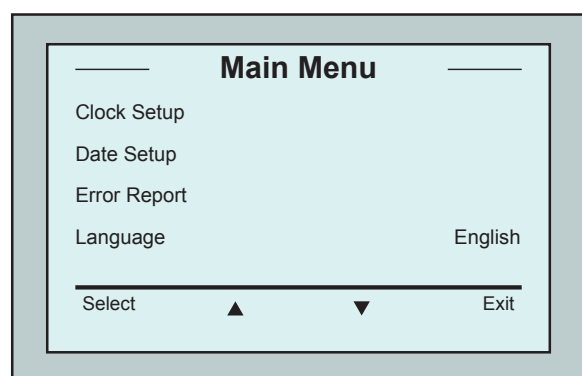 Main Menu
Clock Setup
Date Setup
Error Report
Language English
Select ▲ ▼ Exit